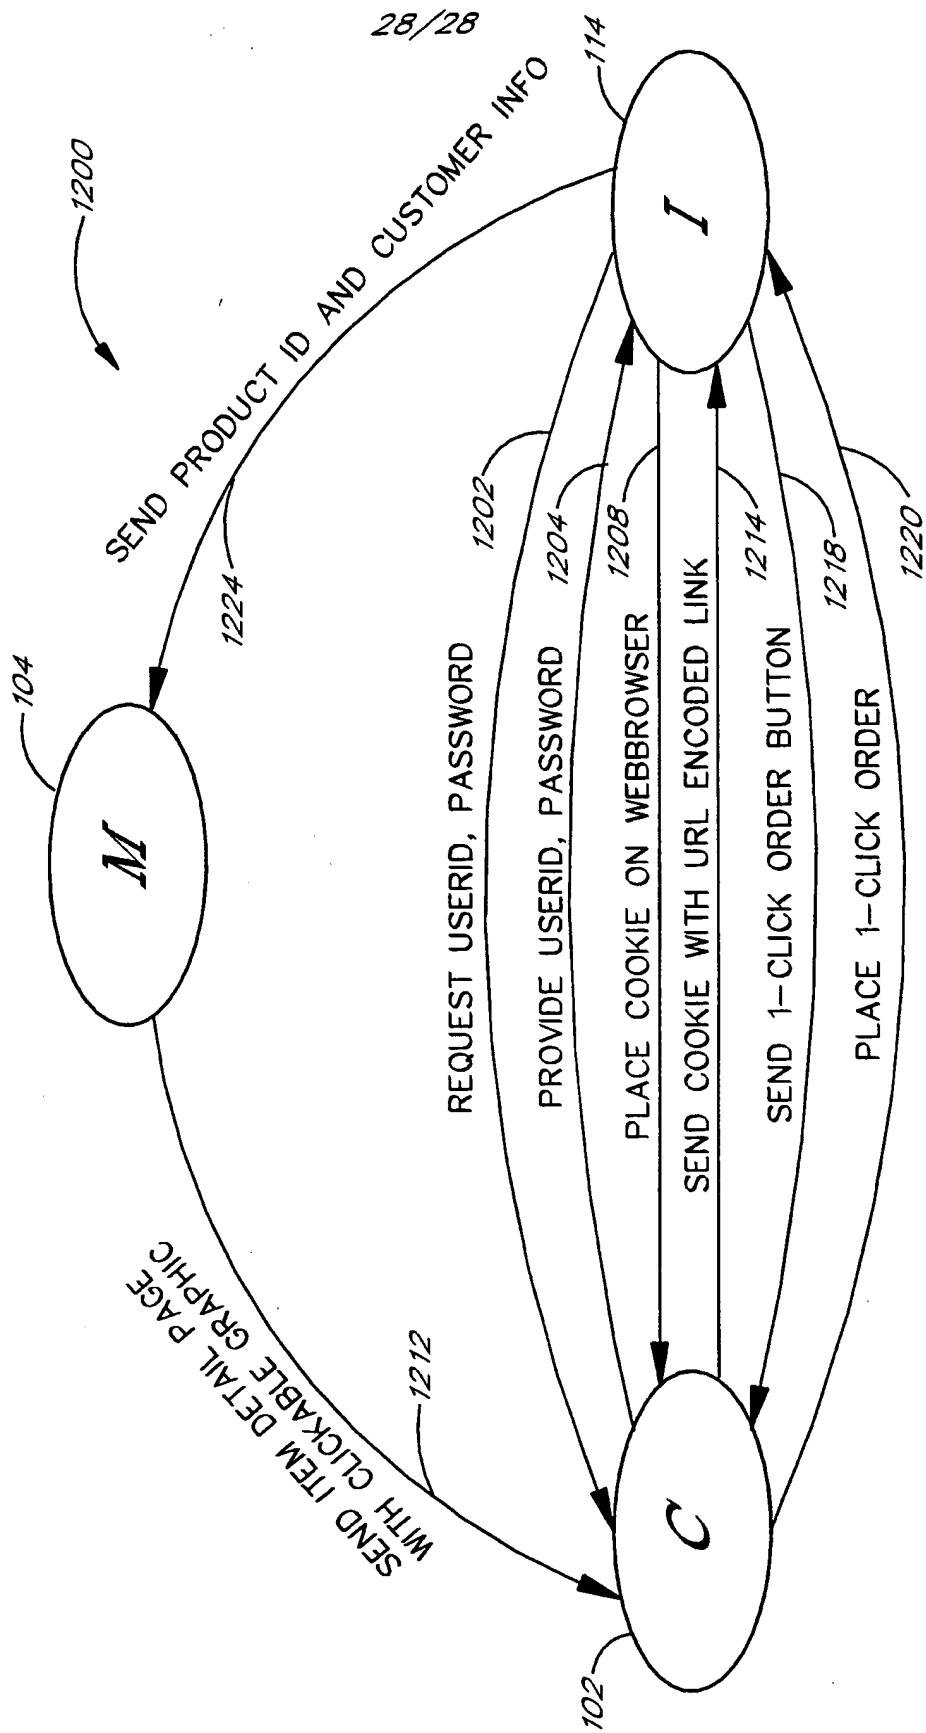 28/28
1200
SEND PRODUCT ID AND CUSTOMER INFO
1224
104
M
SEND ITEM DETAIL PAGE
WITH CLICKABLE GRAPHIC
1212
114
I
102
C
REQUEST USERID, PASSWORD
1202
PROVIDE USERID, PASSWORD
1204
PLACE COOKIE ON WEBBROWSER
1208
SEND COOKIE WITH URL ENCODED LINK
1214
SEND 1-CLICK ORDER BUTTON
1218
PLACE 1-CLICK ORDER
1220